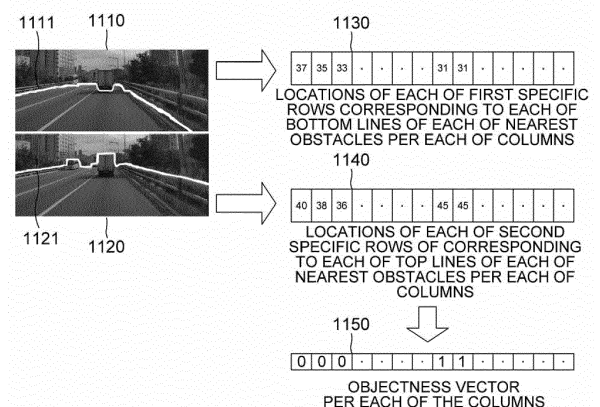 1111 1110 1130
37 35 33 · · · · 31 31 · · · · ·
LOCATIONS OF EACH OF FIRST SPECIFIC
ROWS CORRESPONDING TO EACH OF
BOTTOM LINES OF EACH OF NEAREST
OBSTACLES PER EACH OF COLUMNS
1140
40 38 36 · · · · 45 45 · · · · ·
1121 1120
LOCATIONS OF EACH OF SECOND
SPECIFIC ROWS OF CORRESPONDING
TO EACH OF TOP LINES OF EACH OF
NEAREST OBSTACLES PER EACH OF
COLUMNS
1150
0 0 0 · · · · 1 1 · · · · ·
OBJECTNESS VECTOR
PER EACH OF THE COLUMNS